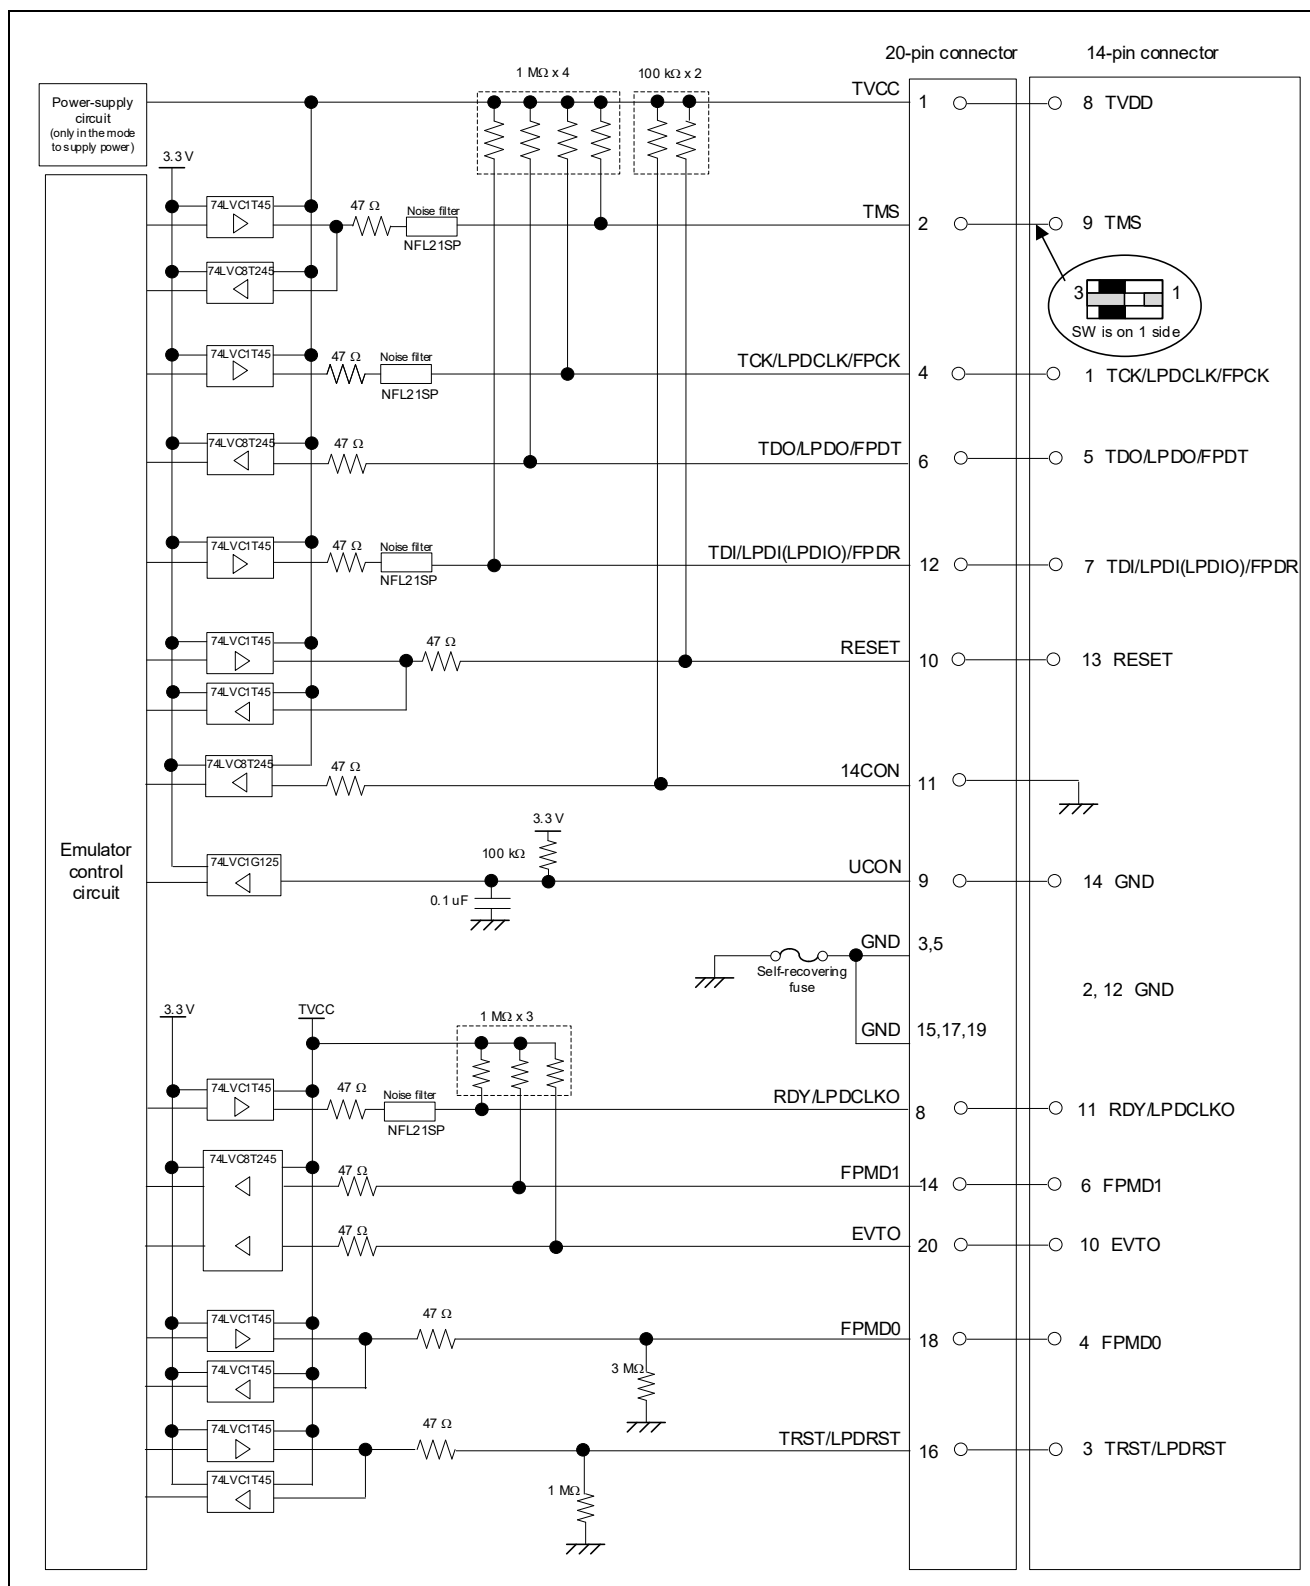 20-pin connector
14-pin connector
1 MΩ x 4
100 kΩ x 2
TVCC
1
8 TVDD
Power-supply
circuit
(only in the mode
to supply power)
3.3 V
74LVC1T45
47 Ω
Noise filter
NFL21SP
TMS
2
9 TMS
74LVC8T245
3
1
SW is on 1 side
74LVC1T45
47 Ω
Noise filter
NFL21SP
TCK/LPDCLK/FPCK
4
1 TCK/LPDCLK/FPCK
74LVC8T245
47 Ω
TDO/LPDO/FPDT
6
5 TDO/LPDO/FPDT
74LVC1T45
47 Ω
Noise filter
NFL21SP
TDI/LPDI(LPDIO)/FPDR
12
7 TDI/LPDI(LPDIO)/FPDR
74LVC1T45
47 Ω
RESET
10
13 RESET
74LVC1T45
74LVC8T245
47 Ω
14CON
11
Emulator
control
circuit
74LVC1G125
3.3 V
100 kΩ
0.1 uF
UCON
9
14 GND
GND
3,5
Self-recovering
fuse
2, 12 GND
GND
15,17,19
3.3 V
TVCC
1 MΩ x 3
74LVC1T45
47 Ω
Noise filter
NFL21SP
RDY/LPDCLKO
8
11 RDY/LPDCLKO
74LVC8T245
47 Ω
FPMD1
14
6 FPMD1
47 Ω
EVTO
20
10 EVTO
74LVC1T45
47 Ω
FPMD0
18
4 FPMD0
74LVC1T45
3 MΩ
74LVC1T45
47 Ω
TRST/LPDRST
16
3 TRST/LPDRST
74LVC1T45
1 MΩ